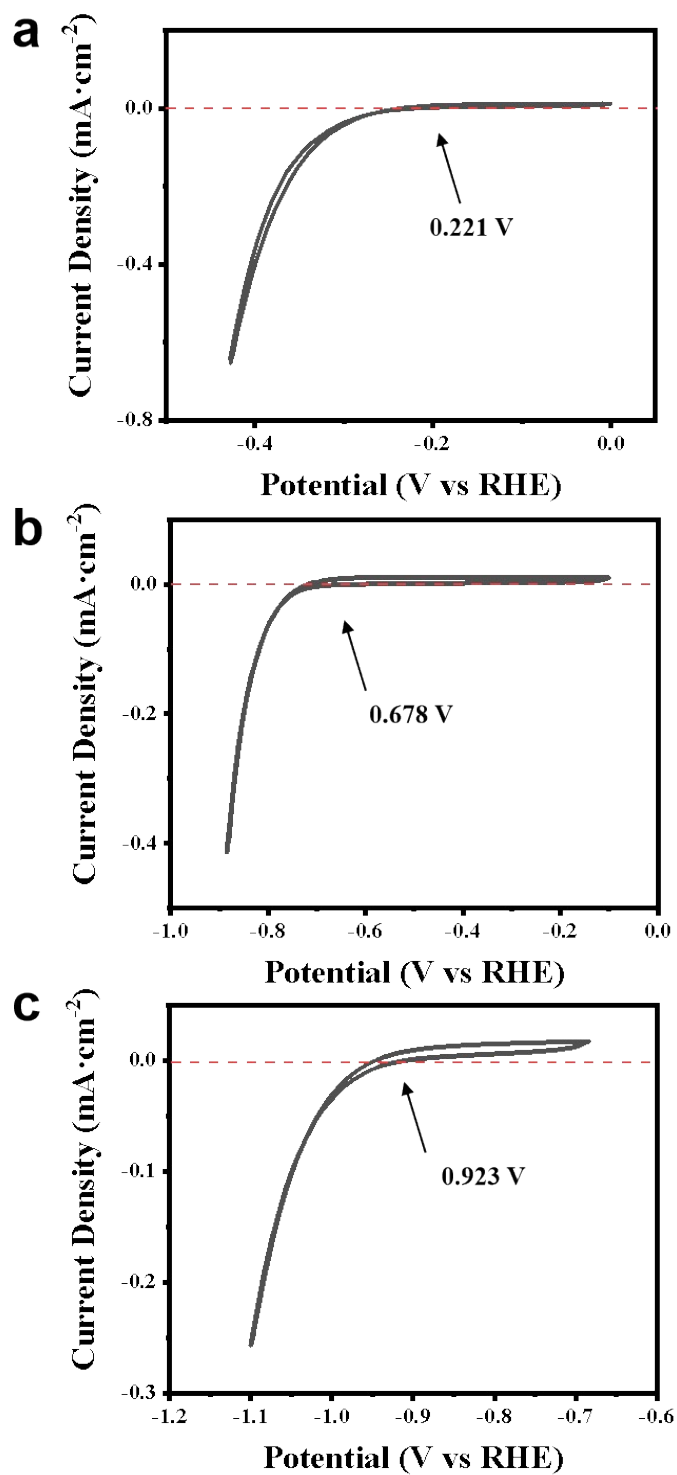 a
Current Density (mA·cm⁻²)
0.0
-0.4
-0.8
0.221 V
-0.4 -0.2 0.0
Potential (V vs RHE)
b
Current Density (mA·cm⁻²)
0.0
-0.2
-0.4
0.678 V
-1.0 -0.8 -0.6 -0.4 -0.2 0.0
Potential (V vs RHE)
c
Current Density (mA·cm⁻²)
0.0
-0.1
-0.2
-0.3
0.923 V
-1.2 -1.1 -1.0 -0.9 -0.8 -0.7 -0.6
Potential (V vs RHE)